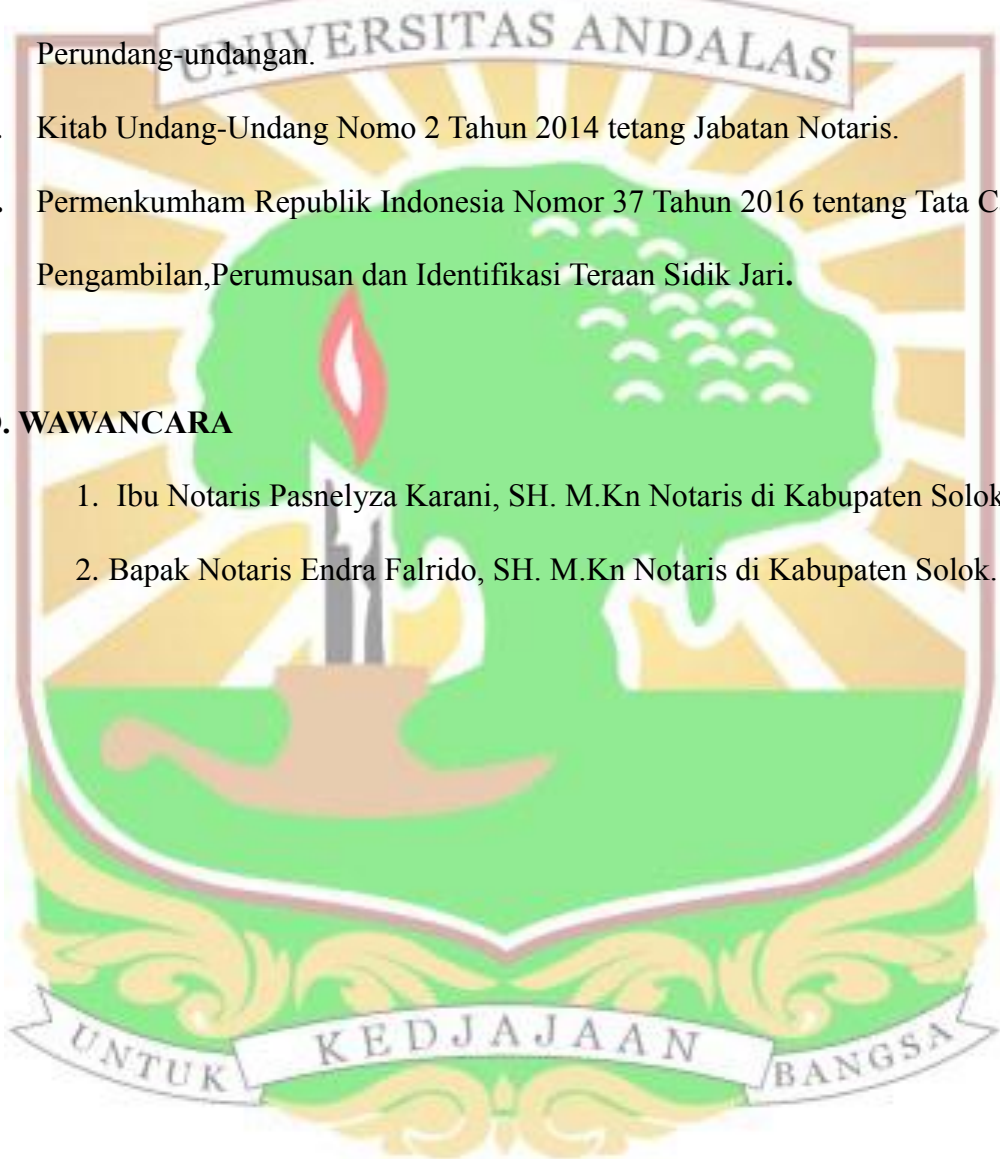 UNIVERSITAS ANDALAS
Perundang-undangan.
. Kitab Undang-Undang Nomo 2 Tahun 2014 tetang Jabatan Notaris.
. Permenkumham Republik Indonesia Nomor 37 Tahun 2016 tentang Tata C
Pengambilan,Perumusan dan Identifikasi Teraan Sidik Jari.
. WAWANCARA
1. Ibu Notaris Pasnelyza Karani, SH. M.Kn Notaris di Kabupaten Solok
2. Bapak Notaris Endra Falrido, SH. M.Kn Notaris di Kabupaten Solok.
UNTUK KEDJAJAAN BANGSA